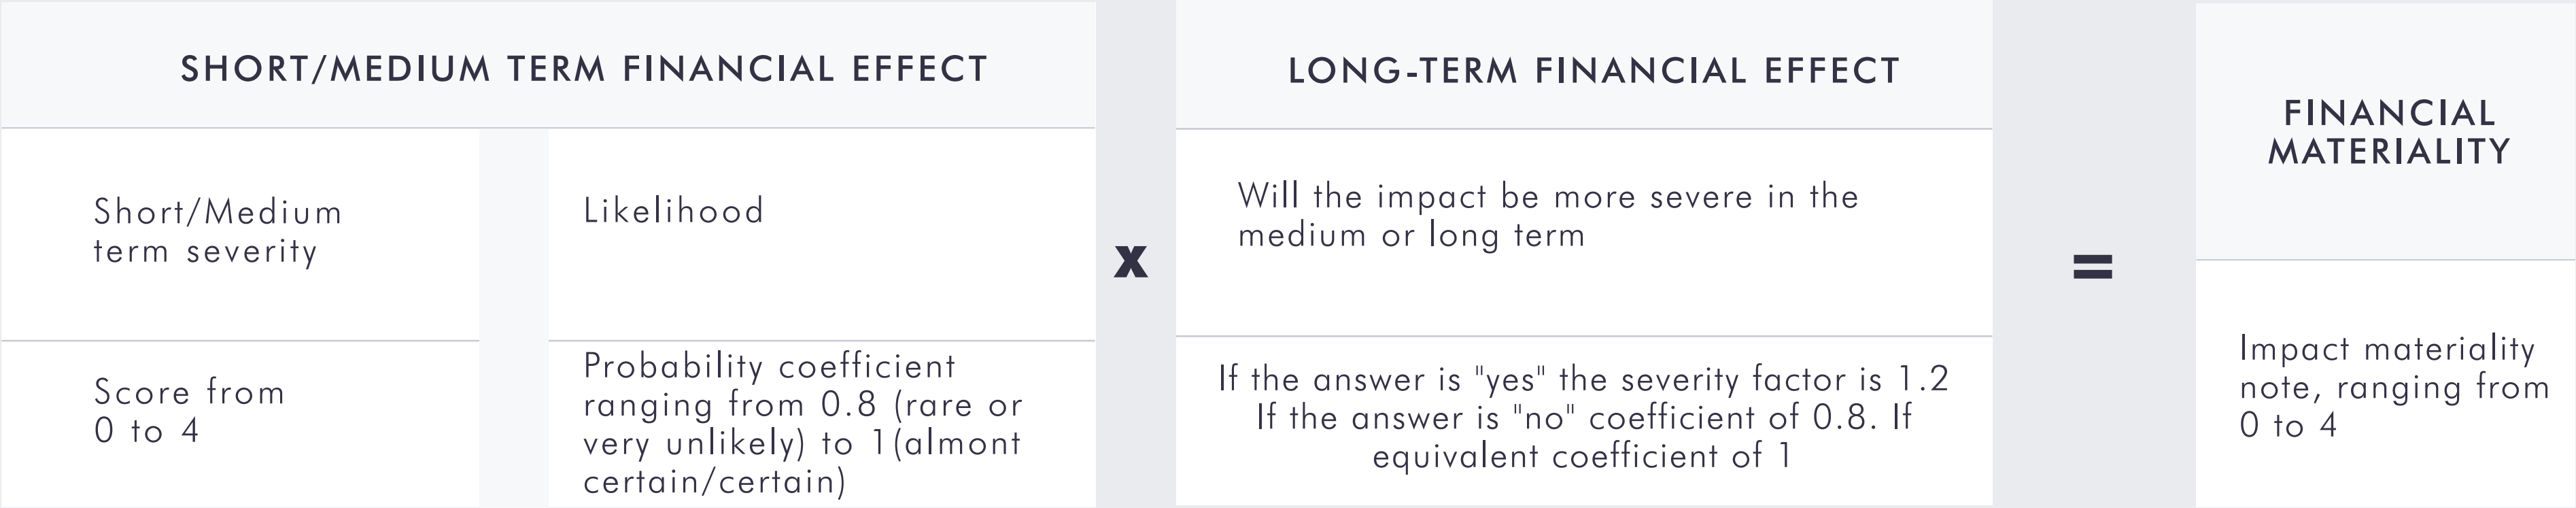 SHORT/MEDIUM TERM FINANCIAL EFFECT
Short/Medium
term severity
Likelihood
Score from
0 to 4
Probability coefficient
ranging from 0.8 (rare or
very unlikely) to 1(almont
certain/certain)
x
LONG-TERM FINANCIAL EFFECT
Will the impact be more severe in the
medium or long term
If the answer is "yes" the severity factor is 1.2
If the answer is "no" coefficient of 0.8. If
equivalent coefficient of 1
=
FINANCIAL
MATERIALITY
Impact materiality
note, ranging from
0 to 4